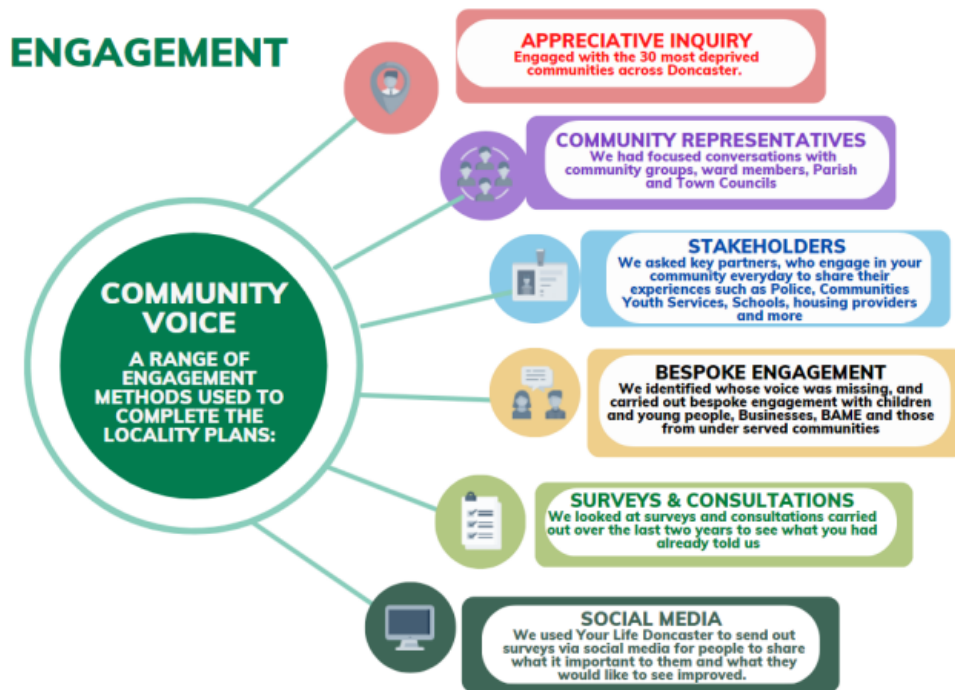 ENGAGEMENT
APPRECIATIVE INQUIRY
Engaged with the 30 most deprived
communities across Doncaster.
COMMUNITY REPRESENTATIVES
We had focused conversations with
community groups, ward members, Parish
and Town Councils
STAKEHOLDERS
We asked key partners, who engage in your
community everyday to share their
experiences such as Police, Communities
Youth Services, Schools, housing providers
and more
COMMUNITY
VOICE
A RANGE OF
ENGAGEMENT
METHODS USED TO
COMPLETE THE
LOCALITY PLANS:
BESPOKE ENGAGEMENT
We identified whose voice was missing, and
carried out bespoke engagement with children
and young people, Businesses, BAME and those
from under served communities
SURVEYS & CONSULTATIONS
We looked at surveys and consultations carried
out over the last two years to see what you had
already told us
SOCIAL MEDIA
We used Your Life Doncaster to send out
surveys via social media for people to share
what it important to them and what they
would like to see improved.